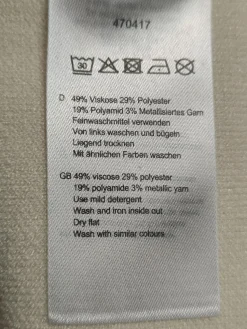 470417
30
D 49% Viskose 29% Polyester
19% Polyamid 3% Metallisiertes Garn
Feinwaschmittel verwenden
Von links waschen und bügeln
Liegend trocknen
Mit ähnlichen Farben waschen
GB 49% viscose 29% polyester
19% polyamide 3% metallic yarn
Use mild detergent
Wash and iron inside out
Dry flat
Wash with similar colours